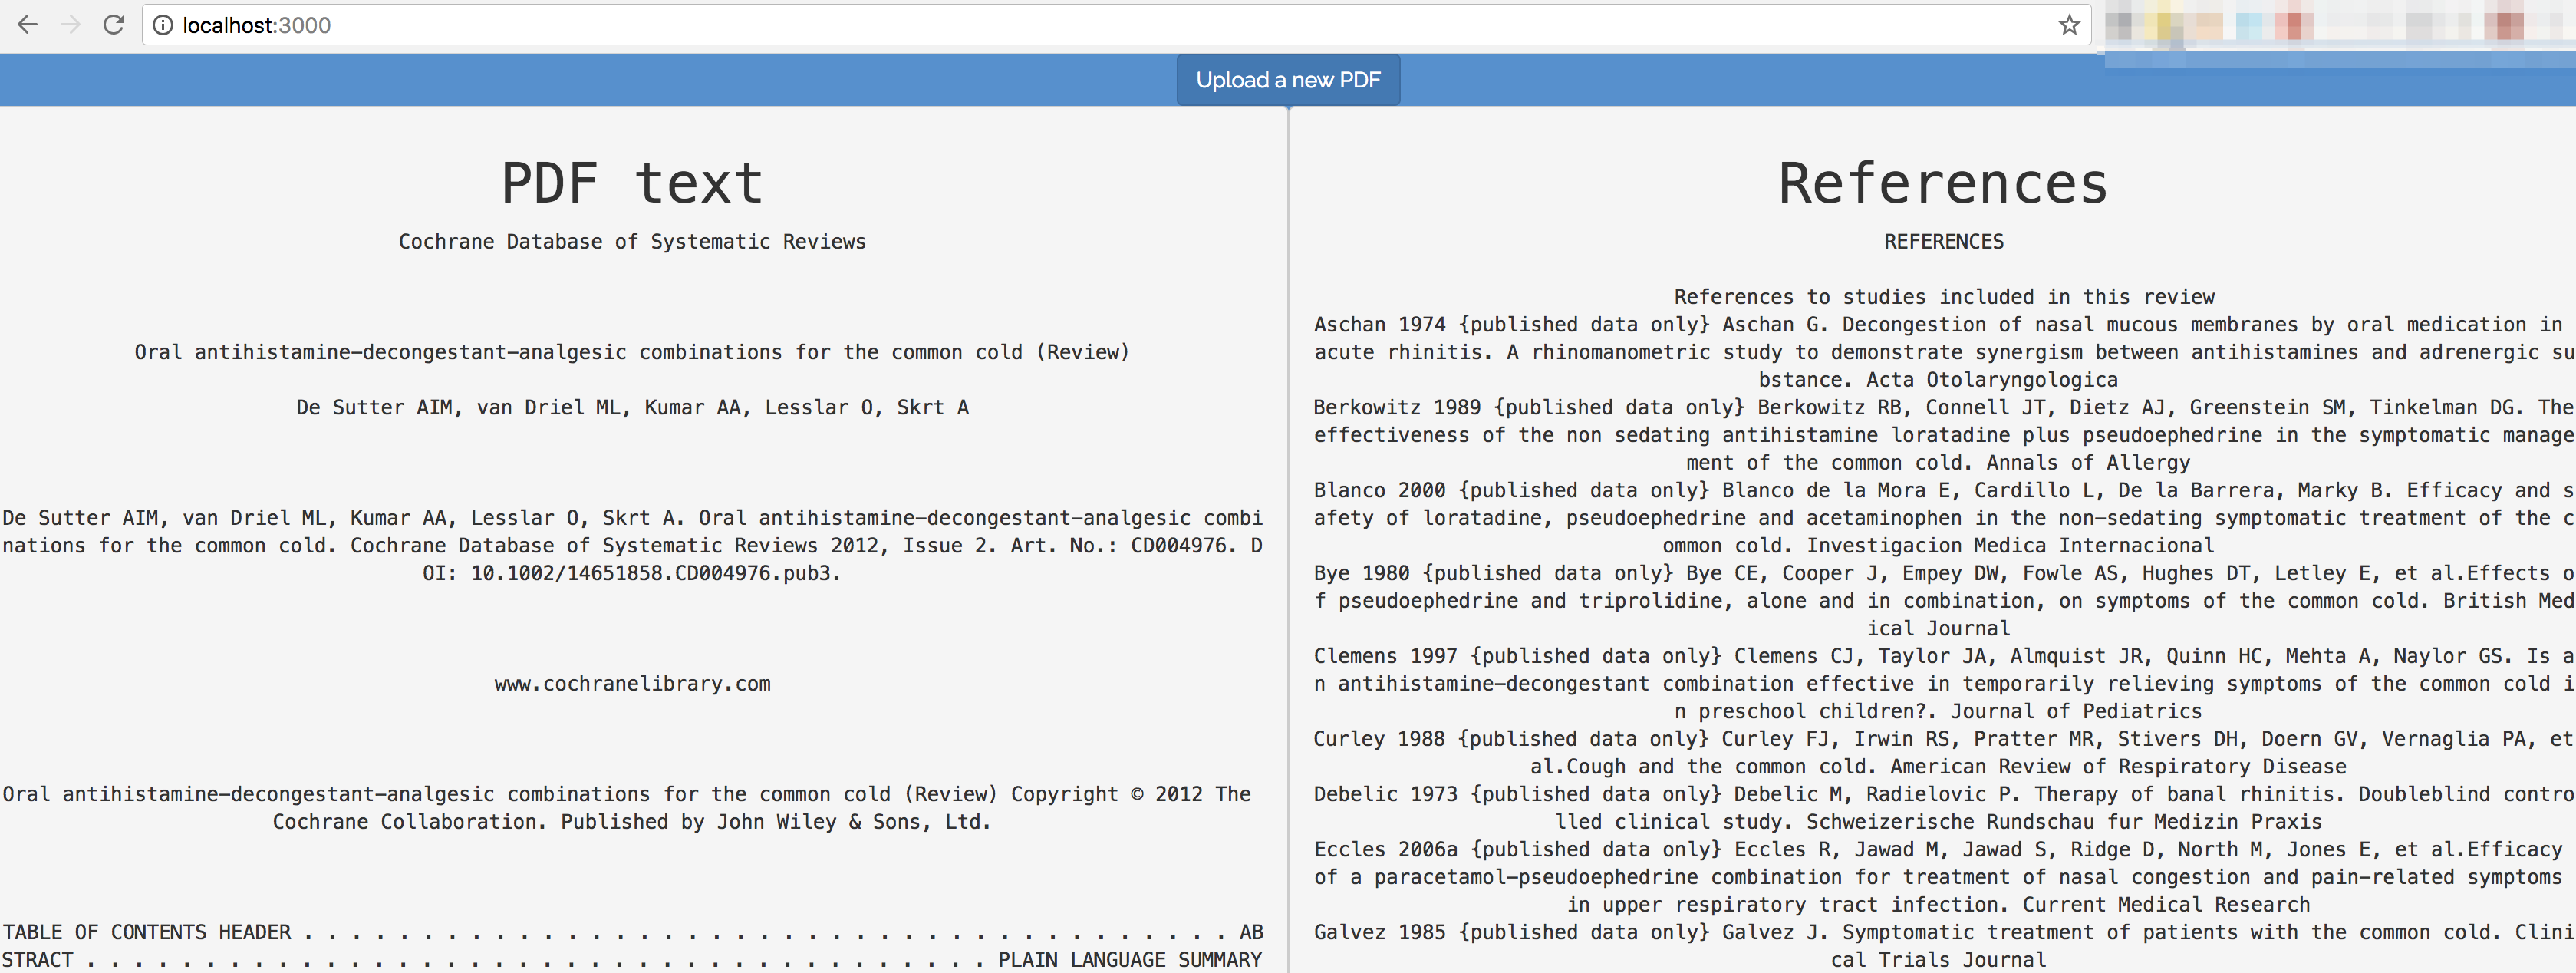 localhost:3000
Upload a new PDF
PDF text
Cochrane Database of Systematic Reviews
Oral antihistamine-decongestant-analgesic combinations for the common cold (Review)
De Sutter AIM, van Driel ML, Kumar AA, Lesslar O, Skrt A
De Sutter AIM, van Driel ML, Kumar AA, Lesslar O, Skrt A. Oral antihistamine-decongestant-analgesic combi
nations for the common cold. Cochrane Database of Systematic Reviews 2012, Issue 2. Art. No.: CD004976. D
OI: 10.1002/14651858.CD004976.pub3.
www.cochranelibrary.com
Oral antihistamine-decongestant-analgesic combinations for the common cold (Review) Copyright © 2012 The
Cochrane Collaboration. Published by John Wiley & Sons, Ltd.
TABLE OF CONTENTS HEADER . . . . . . . . . . . . . . . . . . . . . . . . . . . . . . . . . . . . . . . AB
STRACT . . . . . . . . . . . . . . . . . . . . . . . . . . . . . . . . . . . . . . PLAIN LANGUAGE SUMMARY
References
REFERENCES
References to studies included in this review
Aschan 1974 {published data only} Aschan G. Decongestion of nasal mucous membranes by oral medication in
acute rhinitis. A rhinomanometric study to demonstrate synergism between antihistamines and adrenergic su
bstance. Acta Otolaryngologica
Berkowitz 1989 {published data only} Berkowitz RB, Connell JT, Dietz AJ, Greenstein SM, Tinkelman DG. The
effectiveness of the non sedating antihistamine loratadine plus pseudoephedrine in the symptomatic manage
ment of the common cold. Annals of Allergy
Blanco 2000 {published data only} Blanco de la Mora E, Cardillo L, De la Barrera, Marky B. Efficacy and s
afety of loratadine, pseudoephedrine and acetaminophen in the non-sedating symptomatic treatment of the c
ommon cold. Investigacion Medica Internacional
Bye 1980 {published data only} Bye CE, Cooper J, Empey DW, Fowle AS, Hughes DT, Letley E, et al.Effects o
f pseudoephedrine and triprolidine, alone and in combination, on symptoms of the common cold. British Med
ical Journal
Clemens 1997 {published data only} Clemens CJ, Taylor JA, Almquist JR, Quinn HC, Mehta A, Naylor GS. Is a
n antihistamine-decongestant combination effective in temporarily relieving symptoms of the common cold i
n preschool children?. Journal of Pediatrics
Curley 1988 {published data only} Curley FJ, Irwin RS, Pratter MR, Stivers DH, Doern GV, Vernaglia PA, et
al.Cough and the common cold. American Review of Respiratory Disease
Debelic 1973 {published data only} Debelic M, Radielovic P. Therapy of banal rhinitis. Doubleblind contro
lled clinical study. Schweizerische Rundschau fur Medizin Praxis
Eccles 2006a {published data only} Eccles R, Jawad M, Jawad S, Ridge D, North M, Jones E, et al.Efficacy
of a paracetamol-pseudoephedrine combination for treatment of nasal congestion and pain-related symptoms
in upper respiratory tract infection. Current Medical Research
Galvez 1985 {published data only} Galvez J. Symptomatic treatment of patients with the common cold. Clini
cal Trials Journal